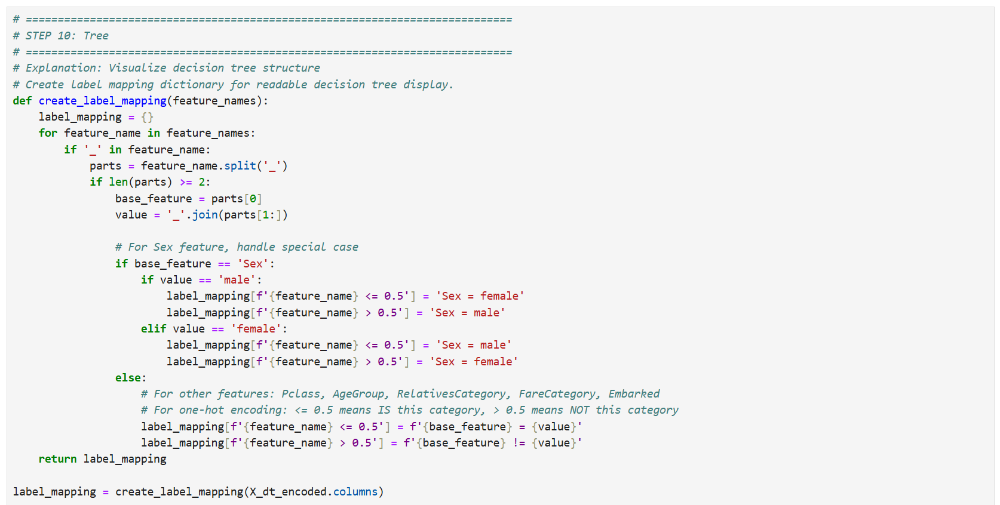 # ============================================================================
# STEP 10: Tree
# ============================================================================
# Explanation: Visualize decision tree structure
# Create label mapping dictionary for readable decision tree display.
def create_label_mapping(feature_names):
    label_mapping = {}
    for feature_name in feature_names:
        if '_' in feature_name:
            parts = feature_name.split('_')
            if len(parts) >= 2:
                base_feature = parts[0]
                value = '_'.join(parts[1:])

                # For Sex feature, handle special case
                if base_feature == 'Sex':
                    if value == 'male':
                        label_mapping[f'{feature_name} <= 0.5'] = 'Sex = female'
                        label_mapping[f'{feature_name} > 0.5'] = 'Sex = male'
                    elif value == 'female':
                        label_mapping[f'{feature_name} <= 0.5'] = 'Sex = male'
                        label_mapping[f'{feature_name} > 0.5'] = 'Sex = female'
                else:
                    # For other features: Pclass, AgeGroup, RelativesCategory, FareCategory, Embarked
                    # For one-hot encoding: <= 0.5 means IS this category, > 0.5 means NOT this category
                    label_mapping[f'{feature_name} <= 0.5'] = f'{base_feature} = {value}'
                    label_mapping[f'{feature_name} > 0.5'] = f'{base_feature} != {value}'
    return label_mapping

label_mapping = create_label_mapping(X_dt_encoded.columns)